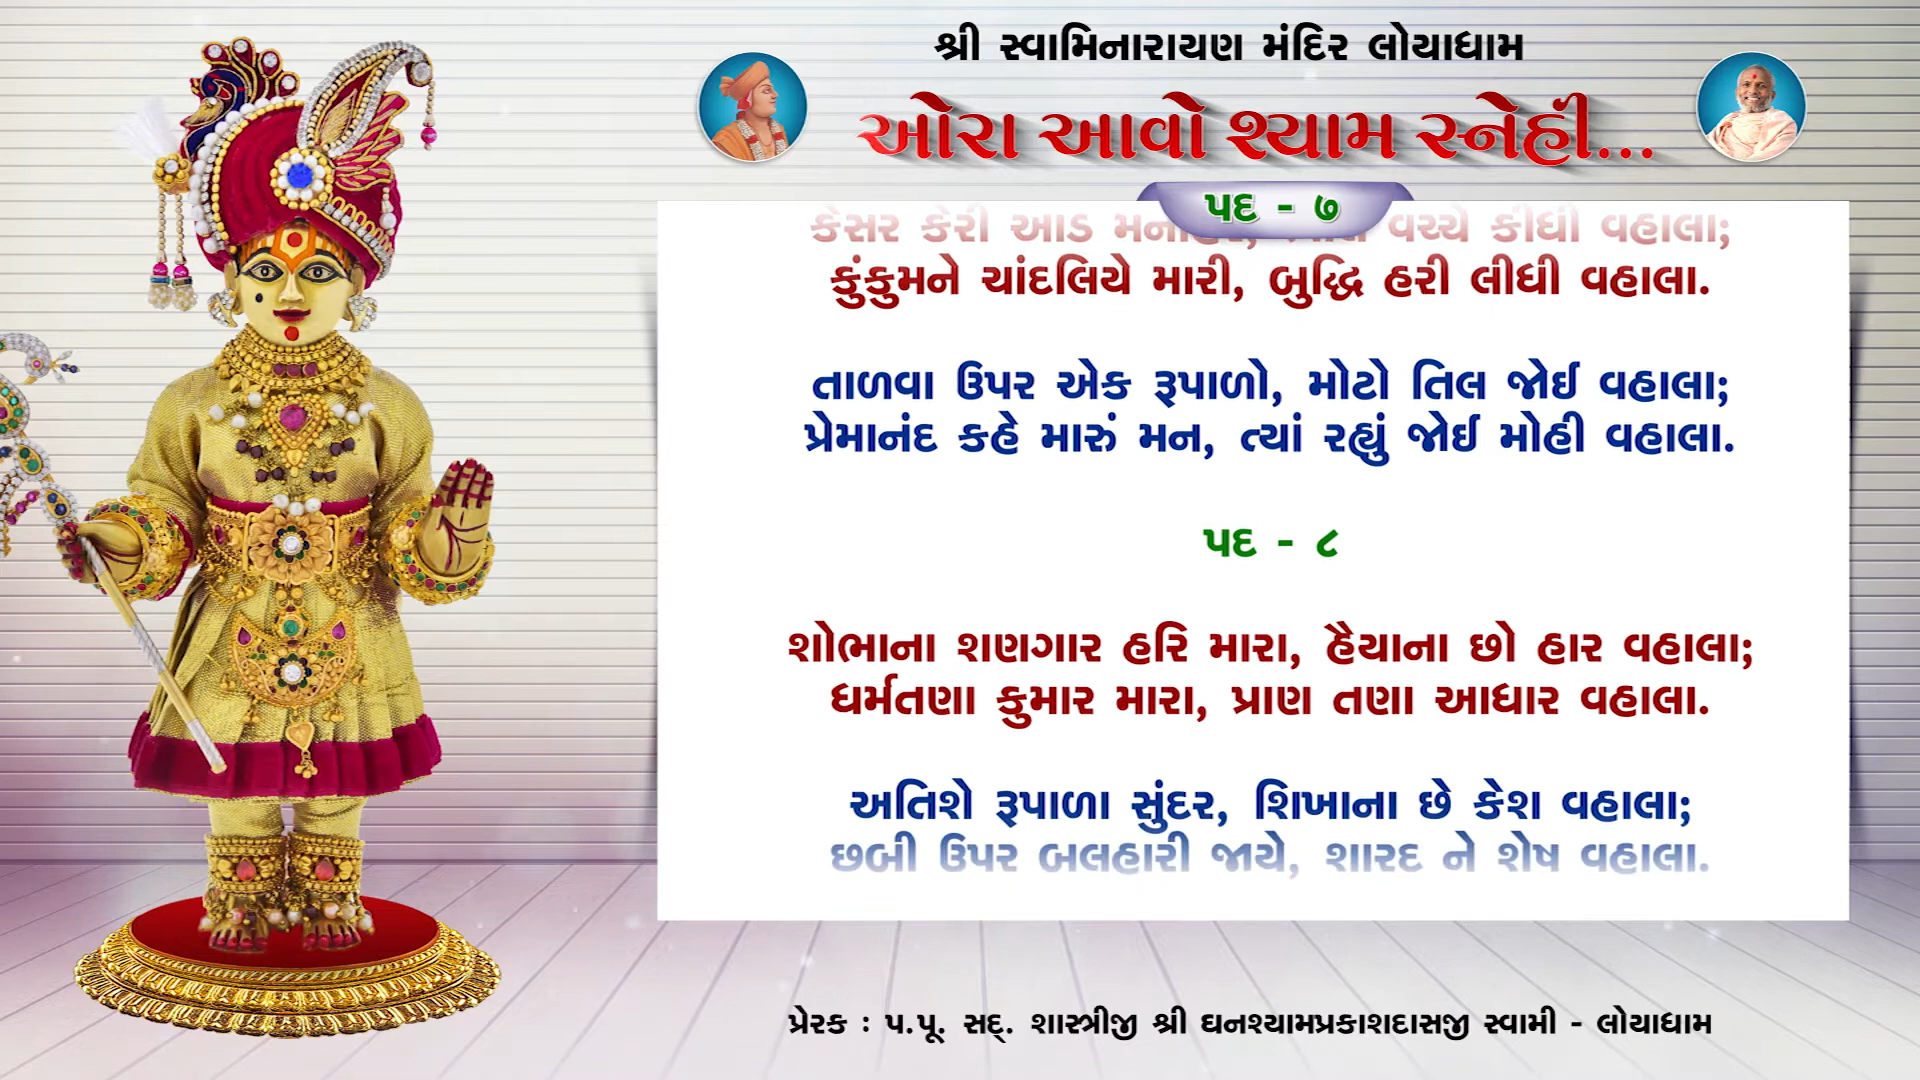 શ્રી સ્વામિનારાયણ મંદિર લોયાધામ
ઓરા આવો શ્યામ સ્નેહી...
પદ - ૭
કેસર કેરી આડ વચ્ચે કીધી વહાલા;
કુંકુમને ચાંદલિયે મારી, બુદ્ધિ હરી લીધી વહાલા.
તાળવા ઉપર એક રૂપાળો, મોટો તિલ જોઈ વહાલા;
પ્રેમાનંદ કહે મારું મન, ત્યાં રહ્યું જોઈ મોહી વહાલા.
પદ - ૮
શોભાના શણગાર હરિ મારા, હૈયાના છો હાર વહાલા;
ધર્મતણા કુમાર મારા, પ્રાણ તણા આધાર વહાલા.
અતિશે રૂપાળા સુંદર, શિખાના છે કેશ વહાલા;
છબી ઉપર બલહારી જાયે, શારદ ને શેષ વહાલા.
પ્રેરક : પ.પૂ. સદ્. શાસ્ત્રીજી શ્રી ઘનશ્યામપ્રકાશદાસજી સ્વામી - લોયાધામ